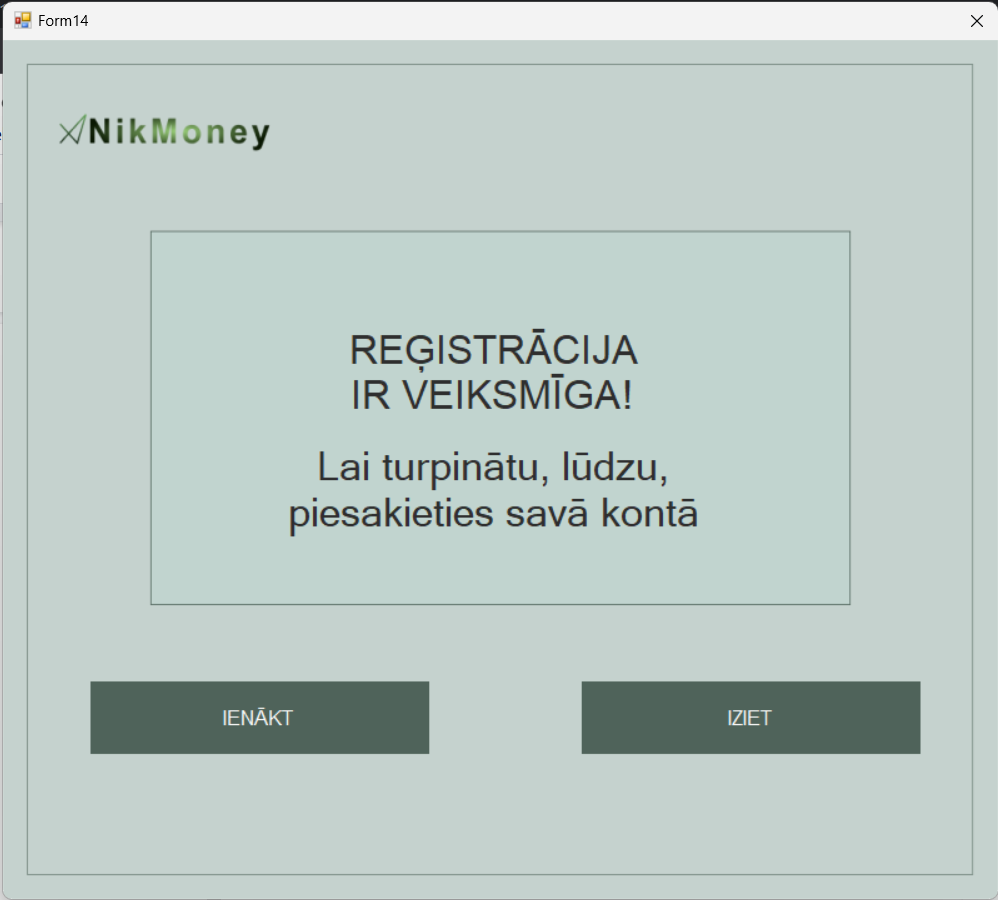 Form14
NikMoney
REĢISTRĀCIJA
IR VEIKSMĪGA!
Lai turpinātu, lūdzu,
piesakieties savā kontā
IENĀKT
IZIET